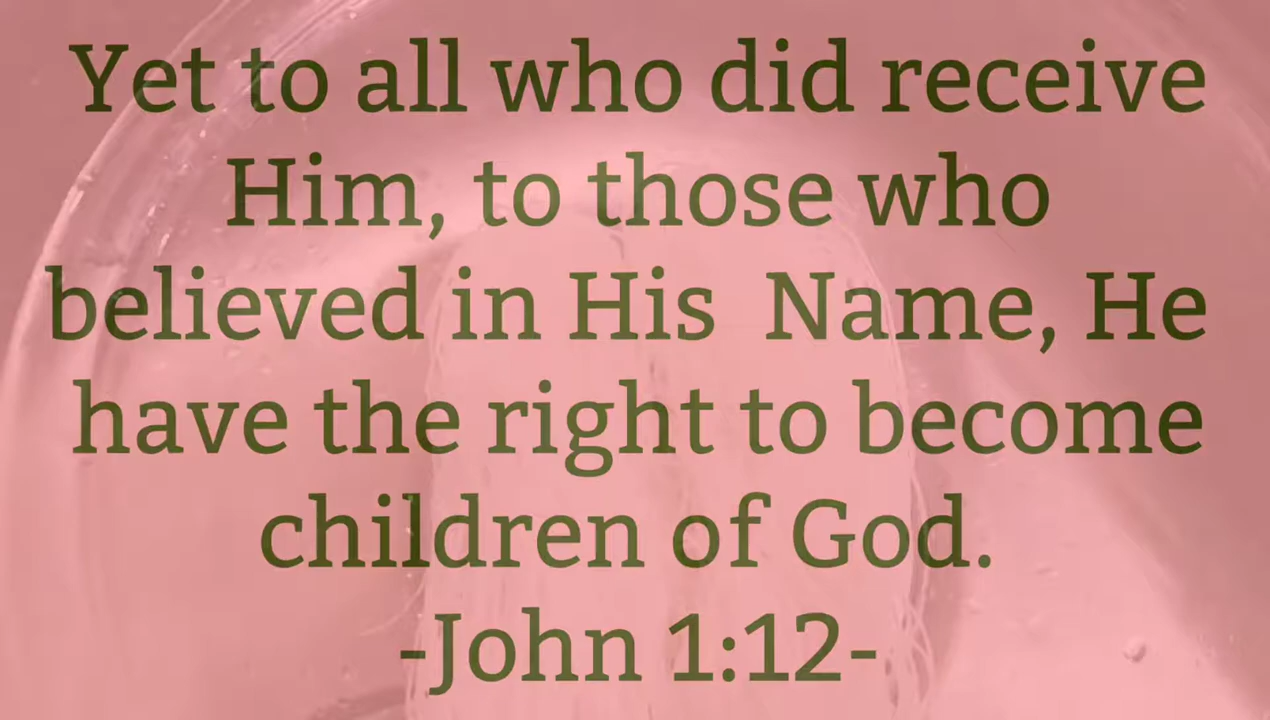 Yet to all who did receive
Him, to those who
believed in His  Name, He
have the right to become
children of God.
-John 1:12-